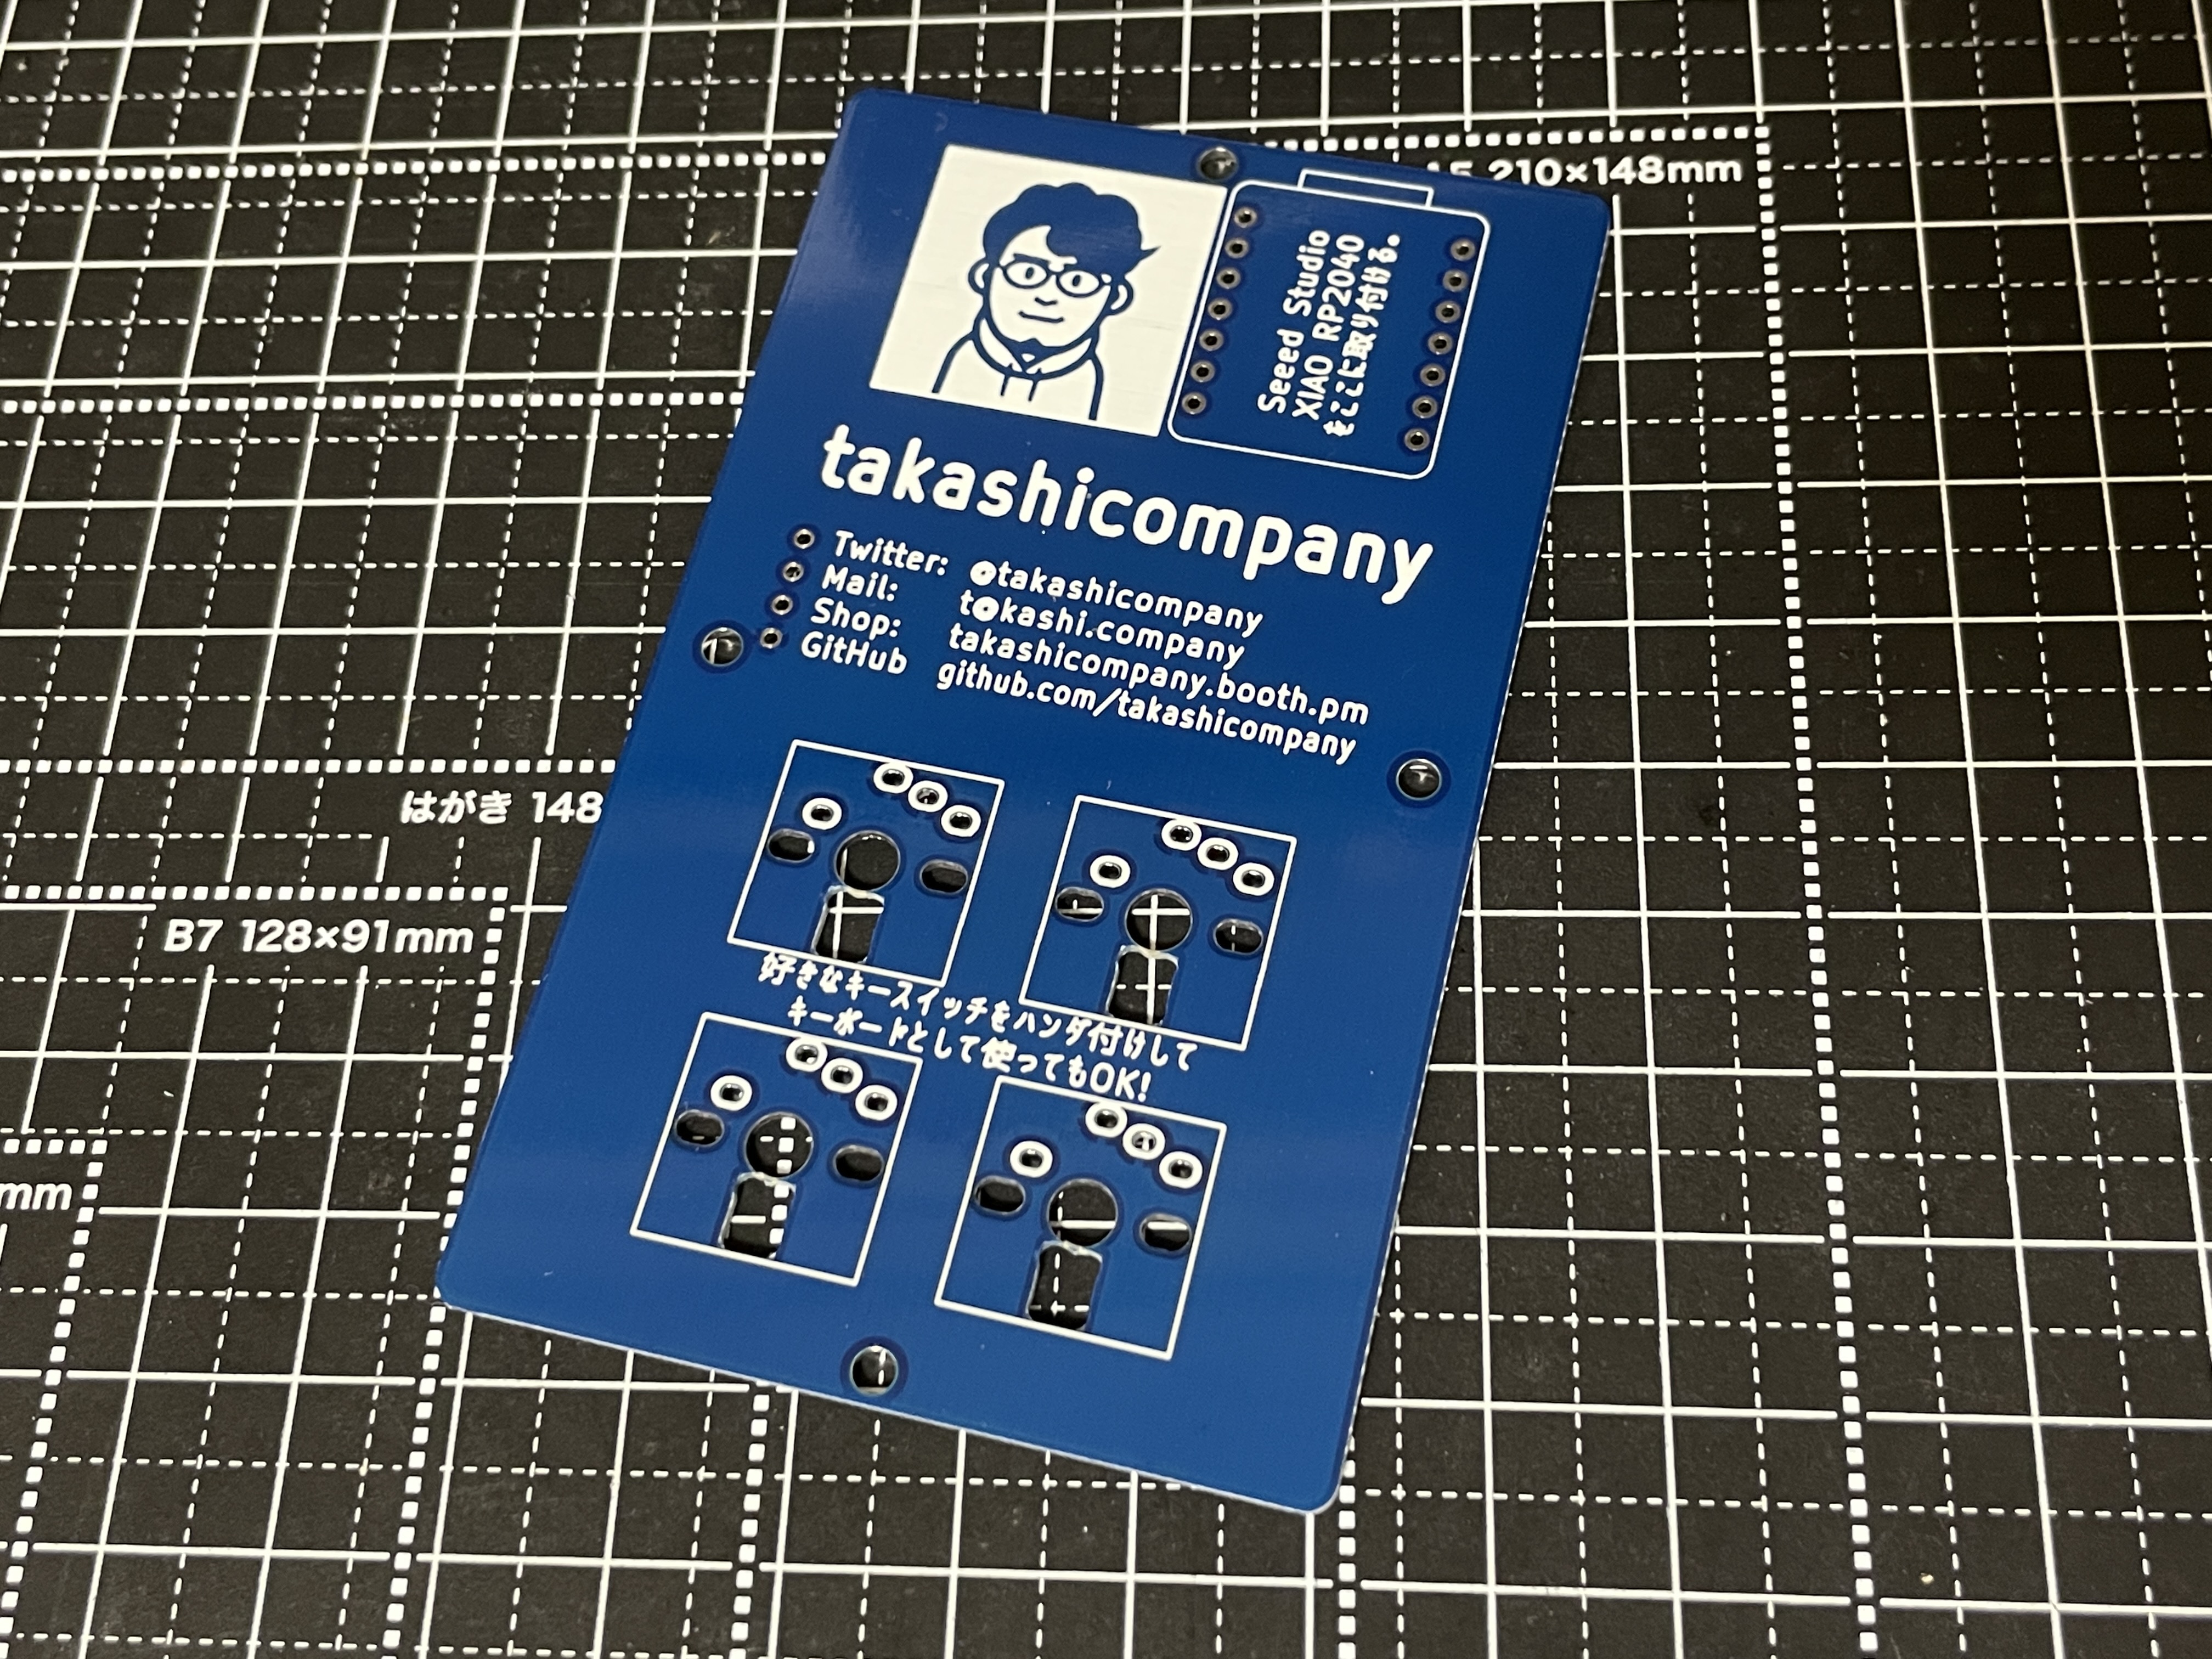 210×148mm
Seeed Studio
XIAO RP2040
をここに取り付ける。
takashicompany
Twitter: @takashicompany
Mail: t@kashi.company
Shop: takashicompany.booth.pm
GitHub github.com/takashicompany
はがき 148
B7 128×91mm
好きなキースイッチをハンダ付けして
キーボードとして使ってもOK!
mm